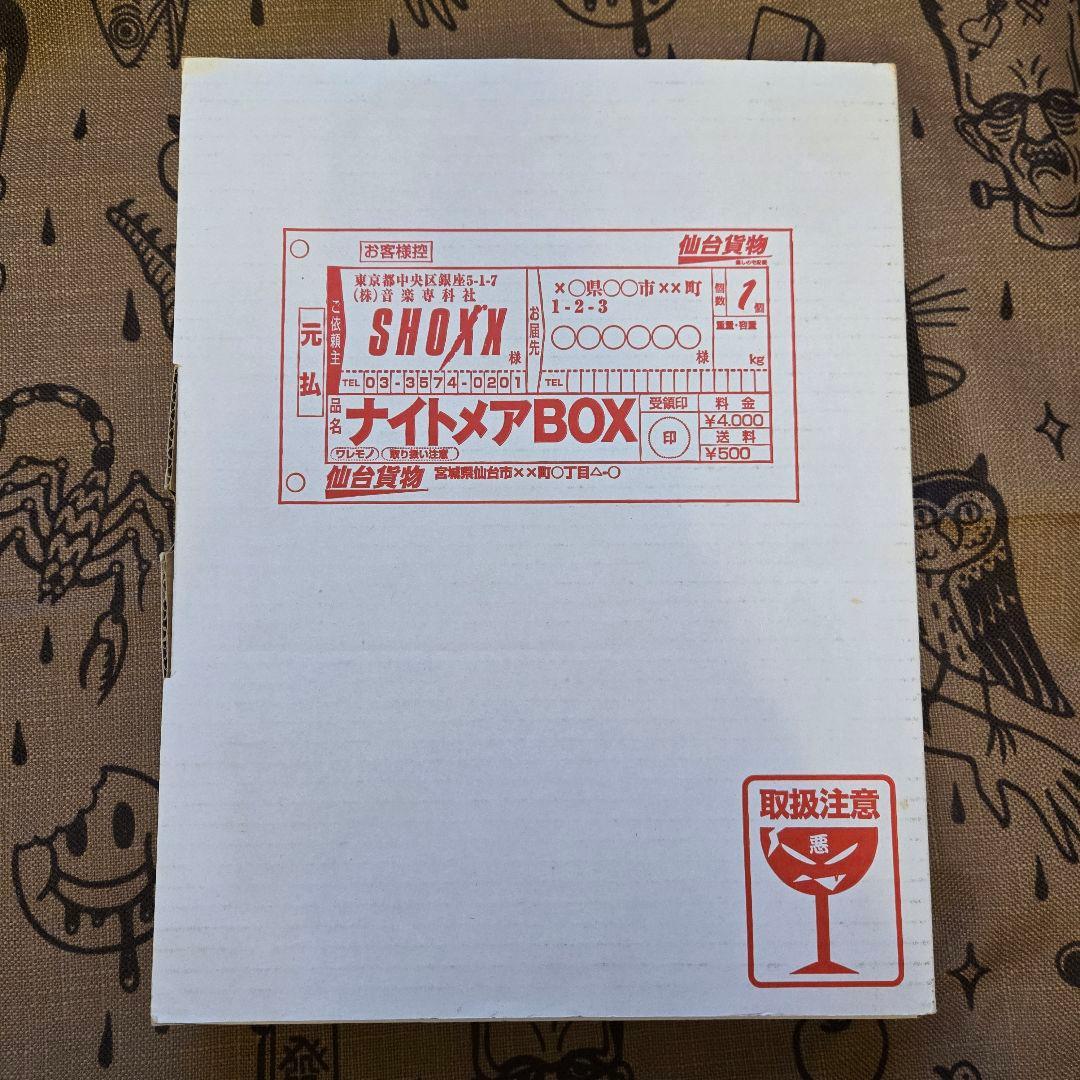 お客様控
仙台貨物
東京都中央区銀座5-1-7
(株)音楽専科社
SHOXX 様
ご依頼主
元払
TEL 03-3574-0201
お届先
×〇県〇〇市××町
1-2-3
〇〇〇〇〇〇 様
TEL
個数 1個
重量・容量
kg
品名
ナイトメアBOX
ワレモノ 取り扱い注意
受領印
印
料金
¥4.000
送料
¥500
仙台貨物 宮城県仙台市××町〇丁目△-〇
取扱注意
悪